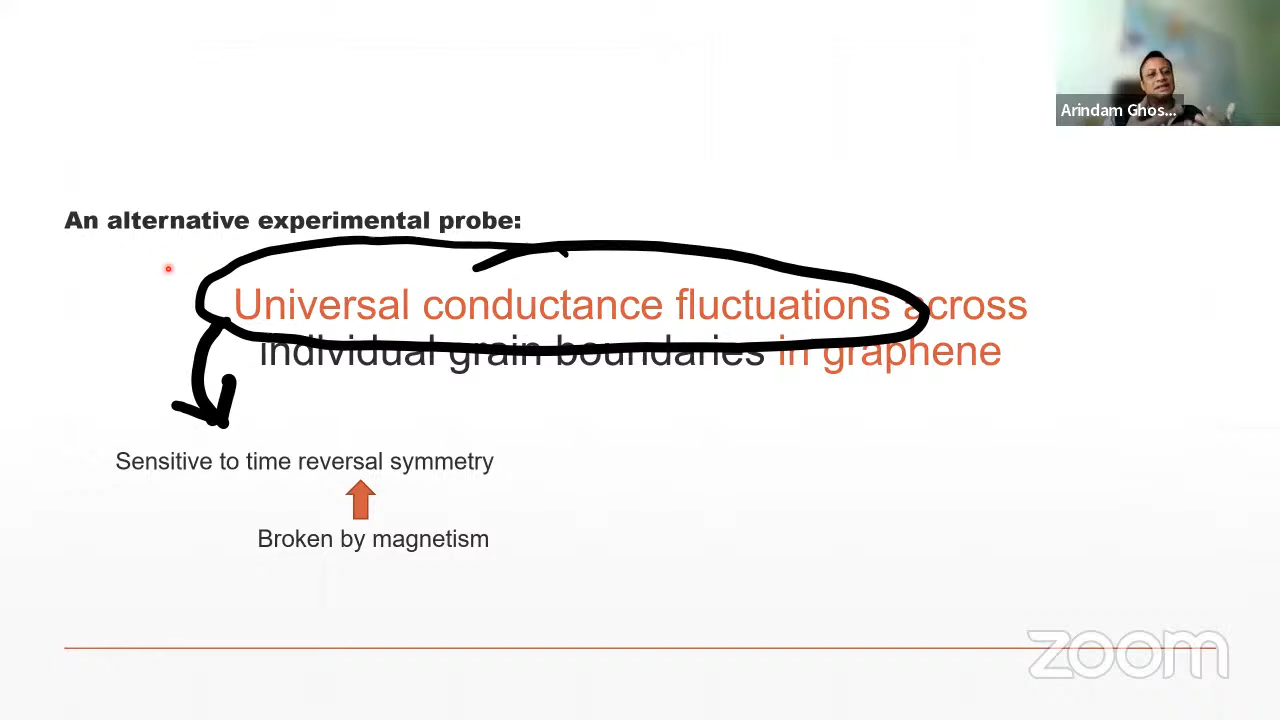 Arindam Ghos...
An alternative experimental probe:
Universal conductance fluctuations across
individual grain boundaries in graphene
Sensitive to time reversal symmetry
Broken by magnetism
zoom